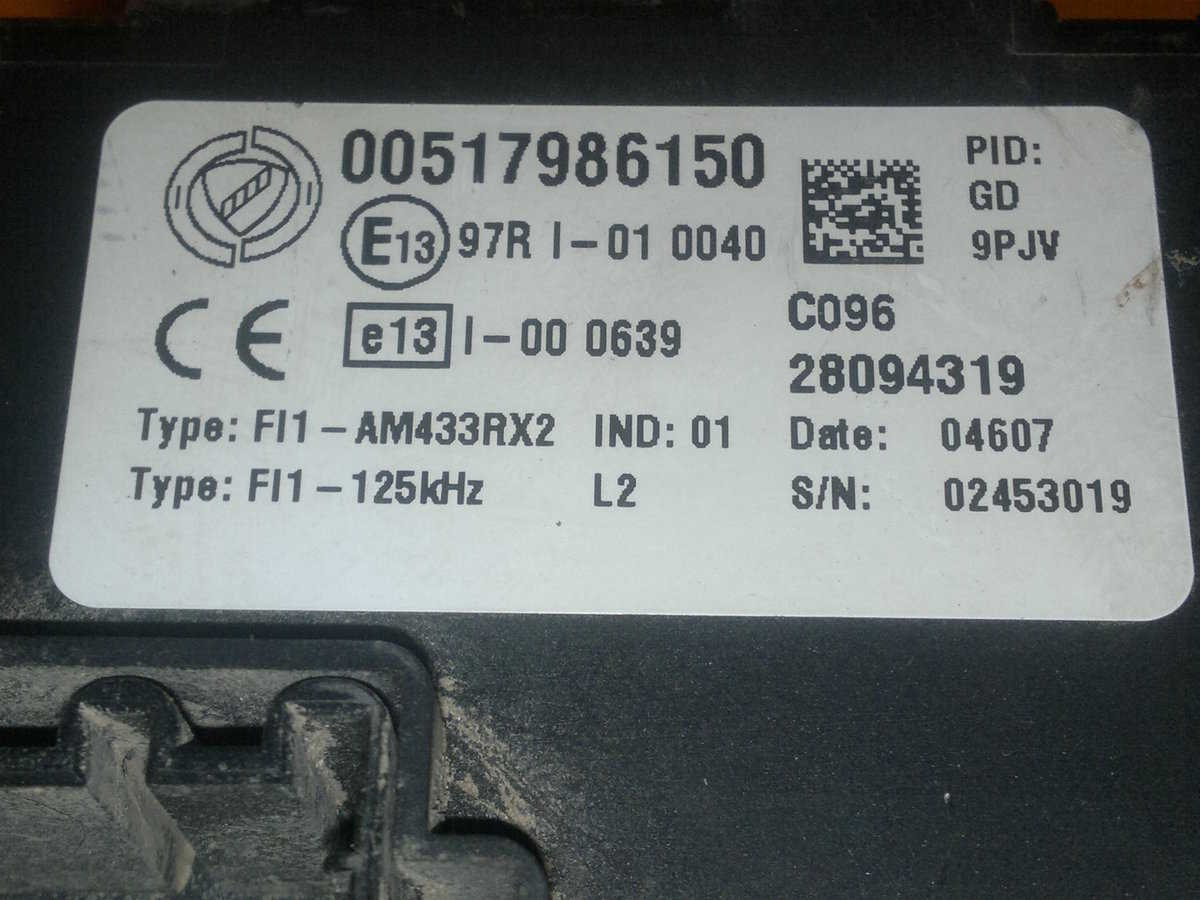 00517986150
PID:
GD
9PJV
E13 97R I-01 0040
CE
e13 I-00 0639
C096
28094319
Type: FI1-AM433RX2 IND: 01 Date: 04607
Type: FI1-125kHz L2 S/N: 02453019